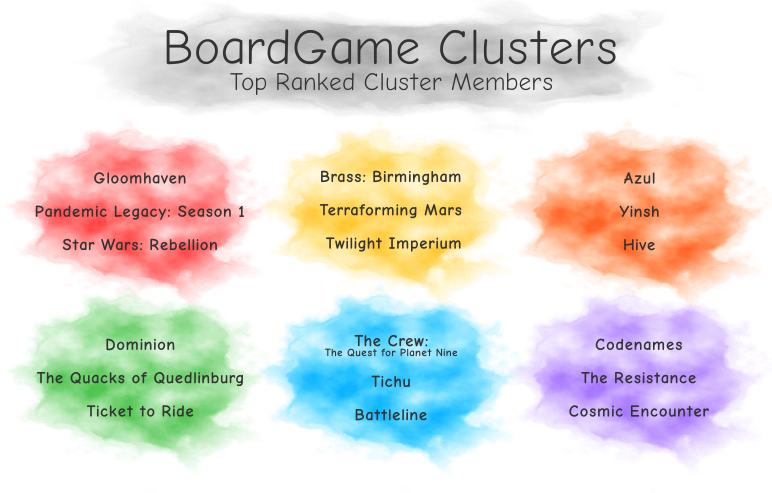 BoardGame Clusters
Top Ranked Cluster Members
Gloomhaven
Pandemic Legacy: Season 1
Star Wars: Rebellion
Brass: Birmingham
Terraforming Mars
Twilight Imperium
Azul
Yinsh
Hive
Dominion
The Quacks of Quedlinburg
Ticket to Ride
The Crew:
The Quest for Planet Nine
Tichu
Battleline
Codenames
The Resistance
Cosmic Encounter